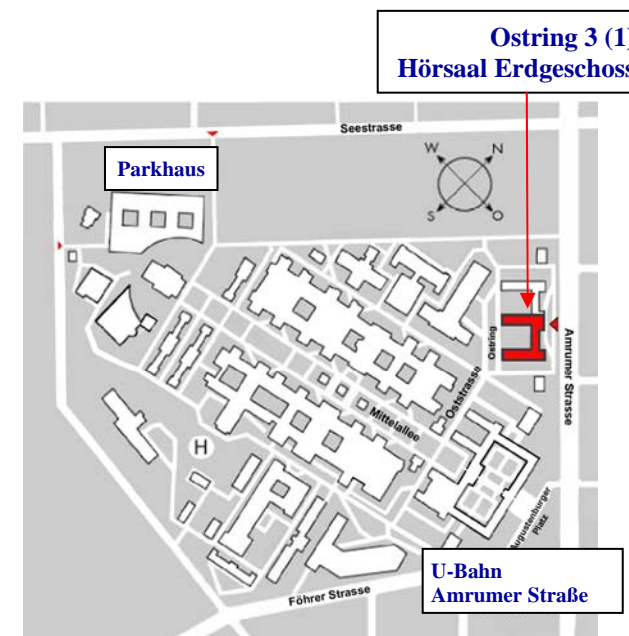 Ostring 3 (1)
Hörsaal Erdgeschoss
Seestrasse
Parkhaus
W
N
S
O
Ostring
Amrumer Strasse
Oststrasse
Mittelallee
H
Augustenburger
Platz
U-Bahn
Amrumer Straße
Föhrer Strasse